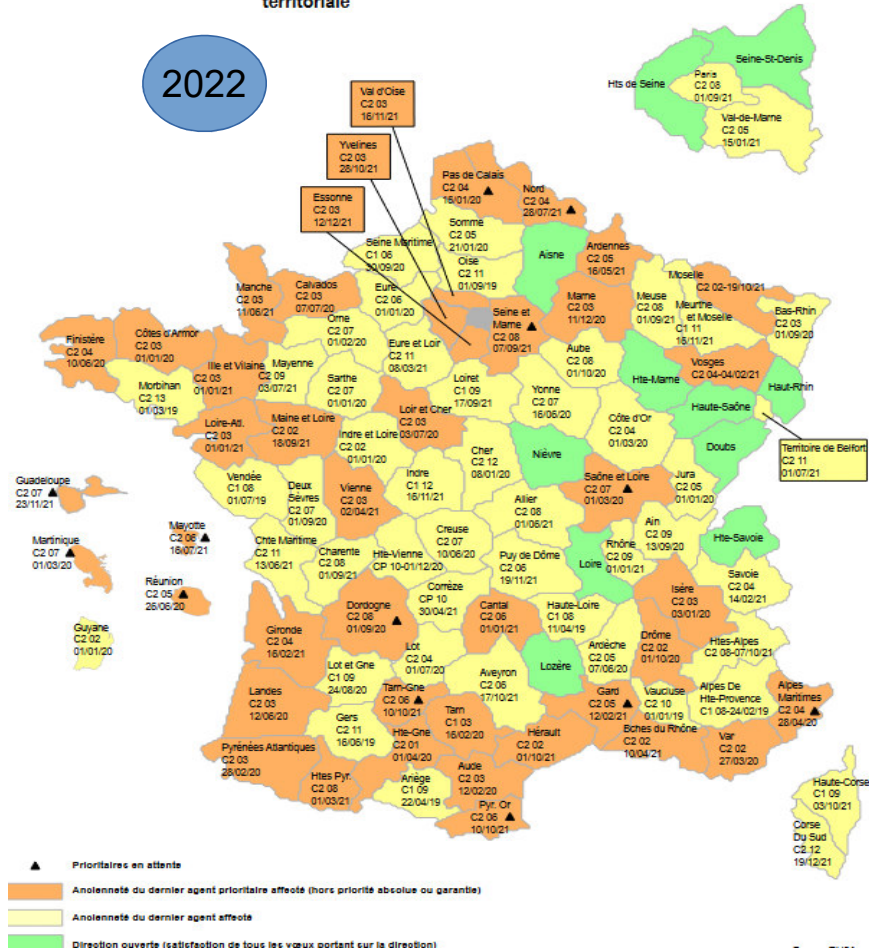 territoriale
2022
Seine-St-Denis
Hts de Seine
Paris
C2 08
01/09/21
Val-de-Marne
C2 05
15/01/21
Val d'Oise
C2 03
16/11/21
Yvelines
C2 03
28/10/21
Essonne
C2 03
12/12/21
Pas de Calais
C2 04
15/01/20
Nord
C2 04
28/07/21
Somme
C2 05
21/01/20
Seine Maritime
C1 06
30/09/20
Oise
C2 11
01/09/19
Aisne
Ardennes
C2 05
16/05/21
Manche
C2 03
11/06/21
Calvados
C2 03
07/07/20
Eure
C2 06
01/01/20
Orne
C2 07
01/02/20
Eure et Loir
C2 11
08/03/21
Seine et
Marne
C2 08
07/09/21
Marne
C2 03
11/12/20
Meuse
C2 08
01/09/21
Moselle
C2 02-19/10/21
Meurthe
et Moselle
C1 11
16/11/21
Bas-Rhin
C2 03
01/09/20
Finistère
C2 04
10/06/20
Côtes d'Armor
C2 03
01/01/20
Ille et Vilaine
C2 03
01/01/21
Mayenne
C2 09
03/07/21
Sarthe
C2 07
01/01/20
Morbihan
C2 13
01/03/19
Loiret
C1 09
17/09/21
Aube
C2 08
01/10/20
Hte-Marne
Vosges
C2 04-04/02/21
Haut-Rhin
Yonne
C2 07
16/06/20
Haute-Saône
Loire-Atl.
C2 03
01/01/21
Maine et Loire
C2 02
18/09/21
Indre et Loire
C2 02
01/01/20
Loir et Cher
C2 03
03/07/20
Côte d'Or
C2 04
01/03/20
Doubs
Territoire de Belfort
C2 11
01/07/21
Nièvre
Cher
C2 12
08/01/20
Guadeloupe
C2 07
23/11/21
Vendée
C1 08
01/07/19
Deux
Sèvres
C2 07
01/09/20
Vienne
C2 03
02/04/21
Indre
C1 12
16/11/21
Saône et Loire
C2 07
01/03/20
Jura
C2 05
01/01/20
Allier
C2 08
01/06/21
Martinique
C2 07
01/03/20
Mayotte
C2 06
16/07/21
Chte Maritime
C2 11
13/06/21
Charente
C2 08
01/09/21
Hte-Vienne
CP 10-01/12/20
Creuse
C2 07
10/06/20
Puy de Dôme
C2 06
19/11/21
Loire
Rhône
C2 09
01/01/21
Ain
C2 09
13/09/20
Hte-Savoie
Savoie
C2 04
14/02/21
Réunion
C2 05
26/06/20
Corrèze
CP 10
30/04/21
Isère
C2 03
03/01/20
Guyane
C2 02
01/01/20
Gironde
C2 04
16/02/21
Dordogne
C2 08
01/09/20
Cantal
C2 06
01/01/21
Haute-Loire
C1 08
11/04/19
Ardèche
C2 05
07/06/20
Drôme
C2 02
01/10/20
Htes-Alpes
C2 08-07/10/21
Lot
C2 04
01/07/20
Lot et Gne
C1 09
24/08/20
Aveyron
C2 06
17/10/21
Lozère
Landes
C2 03
12/06/20
Tarn-Gne
C2 06
10/10/21
Tarn
C1 03
16/02/20
Gard
C2 05
12/02/21
Vaucluse
C2 10
01/01/19
Alpes De
Hte-Provence
C1 08-24/02/19
Alpes
Maritimes
C2 04
28/04/20
Gers
C2 11
16/06/19
Hte-Gne
C2 01
01/04/20
Hérault
C2 02
01/10/21
Bches du Rhône
C2 02
10/04/21
Var
C2 02
27/03/20
Pyrénées Atlantiques
C2 03
28/02/20
Htes Pyr.
C2 08
01/03/21
Ariège
C1 09
22/04/19
Aude
C2 03
12/02/20
Pyr. Or
C2 06
10/10/21
Haute-Corse
C1 09
03/10/21
Corse
Du Sud
C2 12
19/12/21
Prioritaires en attente
Ancienneté du dernier agent prioritaire affecté (hors priorité absolue ou garantie)
Ancienneté du dernier agent affecté
Direction ouverte (satisfaction de tous les vœux portant sur la direction)